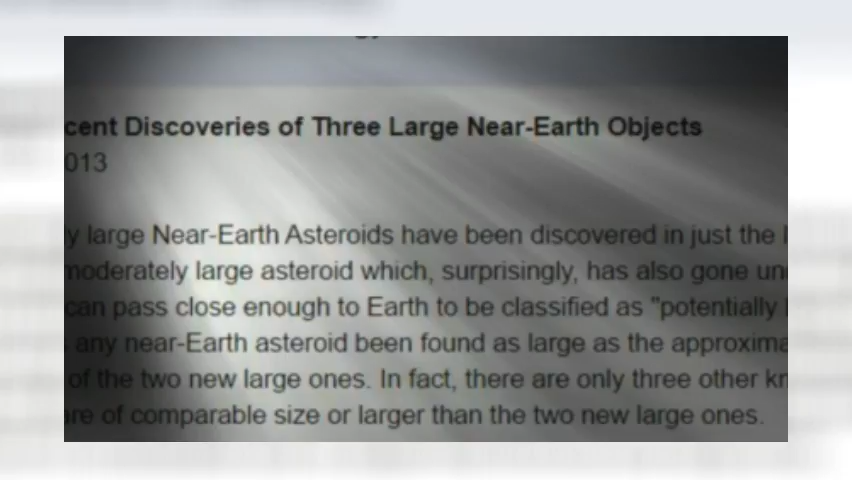 cent Discoveries of Three Large Near-Earth Objects
013
y large Near-Earth Asteroids have been discovered in just the
moderately large asteroid which, surprisingly, has also gone un
can pass close enough to Earth to be classified as "potentially
any near-Earth asteroid been found as large as the approxima
of the two new large ones. In fact, there are only three other kn
are of comparable size or larger than the two new large ones.